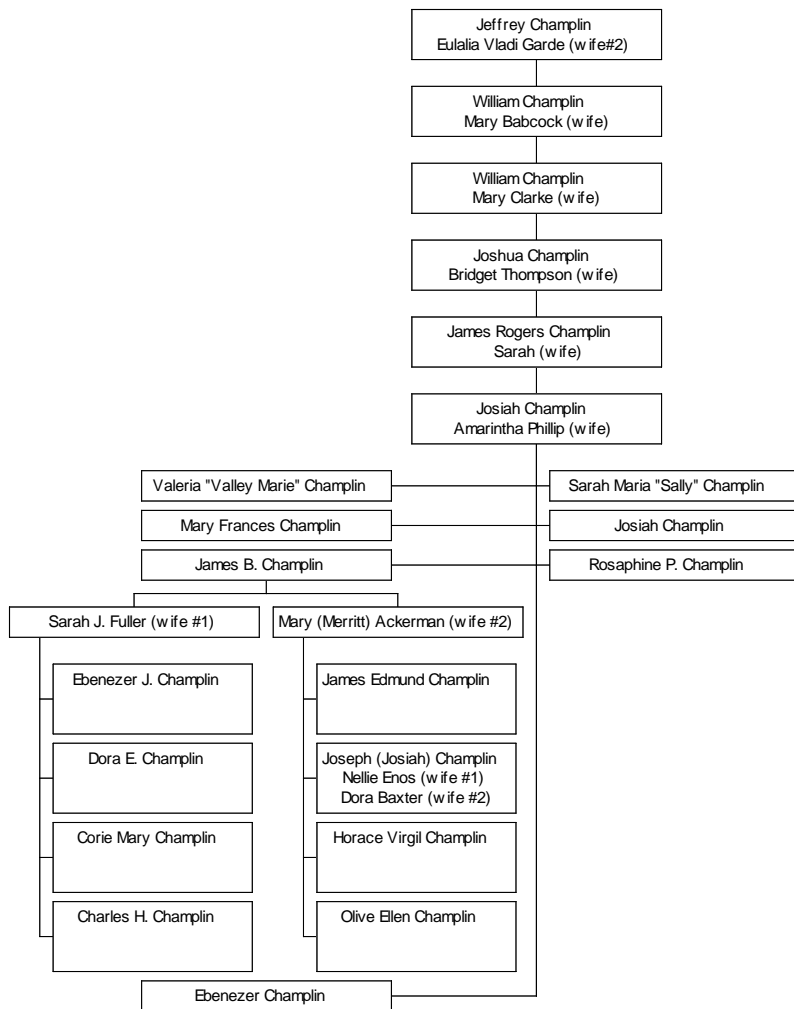 Jeffrey Champlin
Eulalia Vladi Garde (wife#2)
William Champlin
Mary Babcock (wife)
William Champlin
Mary Clarke (wife)
Joshua Champlin
Bridget Thompson (wife)
James Rogers Champlin
Sarah (wife)
Josiah Champlin
Amarintha Phillip (wife)
Valeria "Valley Marie" Champlin
Sarah Maria "Sally" Champlin
Mary Frances Champlin
Josiah Champlin
James B. Champlin
Rosaphine P. Champlin
Sarah J. Fuller (wife #1)
Mary (Merritt) Ackerman (wife #2)
Ebenezer J. Champlin
James Edmund Champlin
Dora E. Champlin
Joseph (Josiah) Champlin
Nellie Enos (wife #1)
Dora Baxter (wife #2)
Corie Mary Champlin
Horace Virgil Champlin
Charles H. Champlin
Olive Ellen Champlin
Ebenezer Champlin